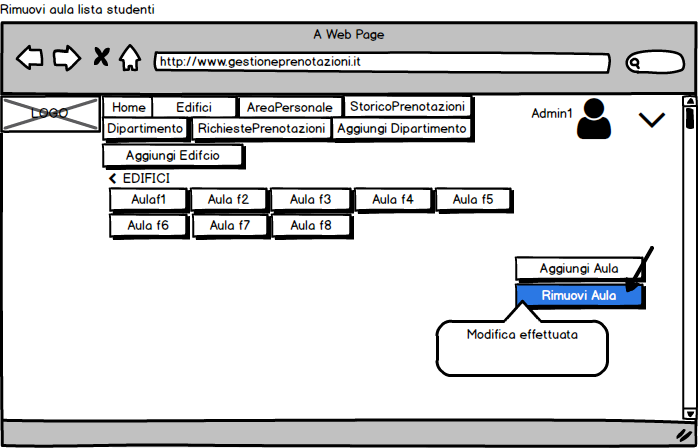 Rimuovi aula lista studenti
A Web Page
http://www.gestioneprenotazioni.it
LOGO
Home Edifici AreaPersonale StoricoPrenotazioni
Admin1
Dipartimento RichiestePrenotazioni Aggiungi Dipartimento
Aggiungi Edifcio
< EDIFICI
Aulaf1 Aula f2 Aula f3 Aula f4 Aula f5
Aula f6 Aula f7 Aula f8
Aggiungi Aula
Rimuovi Aula
Modifica effettuata